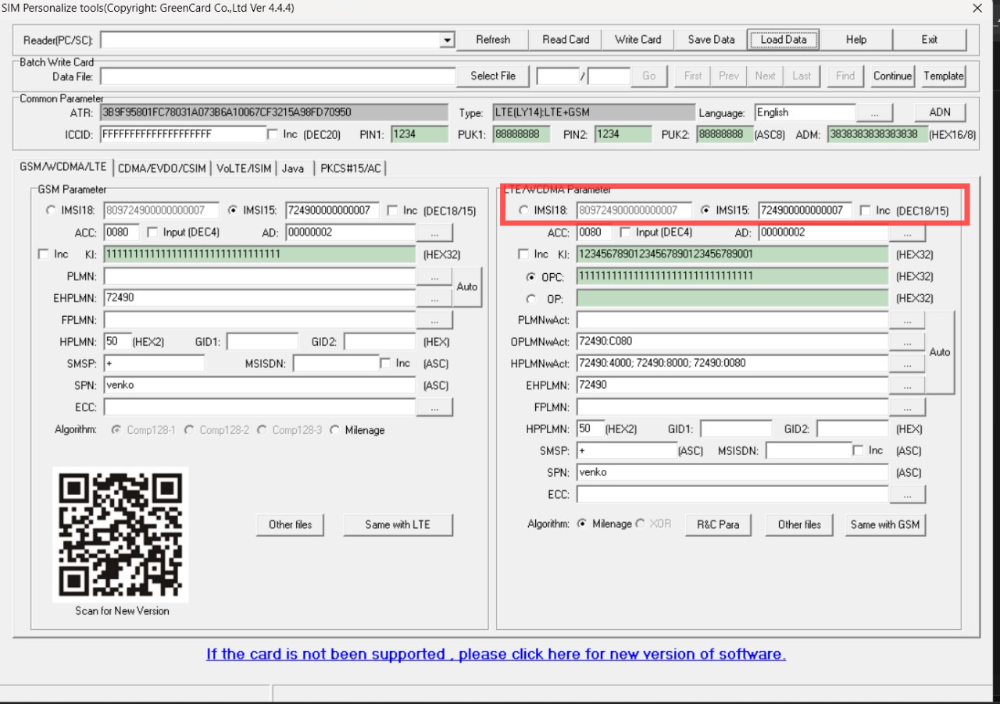 SIM Personalize tools(Copyright: GreenCard Co.,Ltd Ver 4.4.4)
Reader(PC/SC): Refresh Read Card Write Card Save Data Load Data Help Exit
Batch Write Card
Data File: Select File / Go First Prev Next Last Find Continue Template
Common Parameter
ATR: 3B9F95801FC78031A073B6A10067CF3215A98FD70950 Type: LTE(LY14):LTE+GSM Language: English ... ADN
ICCID: FFFFFFFFFFFFFFFFFFFF Inc (DEC20) PIN1: 1234 PUK1: 88888888 PIN2: 1234 PUK2: 88888888 (ASC8) ADM: 3838383838383838 (HEX16/8)
GSM/WCDMA/LTE CDMA/EVDO/CSIM VoLTE/ISIM Java PKCS#15/AC
GSM Parameter
IMSI18: 809724900000000007 IMSI15: 724900000000007 Inc (DEC18/15)
ACC: 0080 Input (DEC4) AD: 00000002 ...
Inc KI: 11111111111111111111111111111111 (HEX32)
PLMN: ...
Auto
EHPLMN: 72490 ...
FPLMN: ...
HPLMN: 50 (HEX2) GID1: GID2: (HEX)
SMSP: + MSISDN: Inc (ASC)
SPN: venko (ASC)
ECC: ...
Algorithm: Comp128-1 Comp128-2 Comp128-3 Milenage
Scan for New Version
Other files Same with LTE
LTE/WCDMA Parameter
IMSI18: 809724900000000007 IMSI15: 724900000000007 Inc (DEC18/15)
ACC: 0080 Input (DEC4) AD: 00000002 ...
Inc KI: 12345678901234567890123456789001 (HEX32)
OPC: 11111111111111111111111111111111 (HEX32)
OP: (HEX32)
PLMNwAct: ...
OPLMNwAct: 72490:C080 ...
Auto
HPLMNwAct: 72490:4000; 72490:8000; 72490:0080 ...
EHPLMN: 72490 ...
FPLMN: ...
HPPLMN: 50 (HEX2) GID1: GID2: (HEX)
SMSP: + (ASC) MSISDN: Inc (ASC)
SPN: venko (ASC)
ECC: ...
Algorithm: Milenage XOR R&C Para Other files Same with GSM
If the card is not been supported , please click here for new version of software.